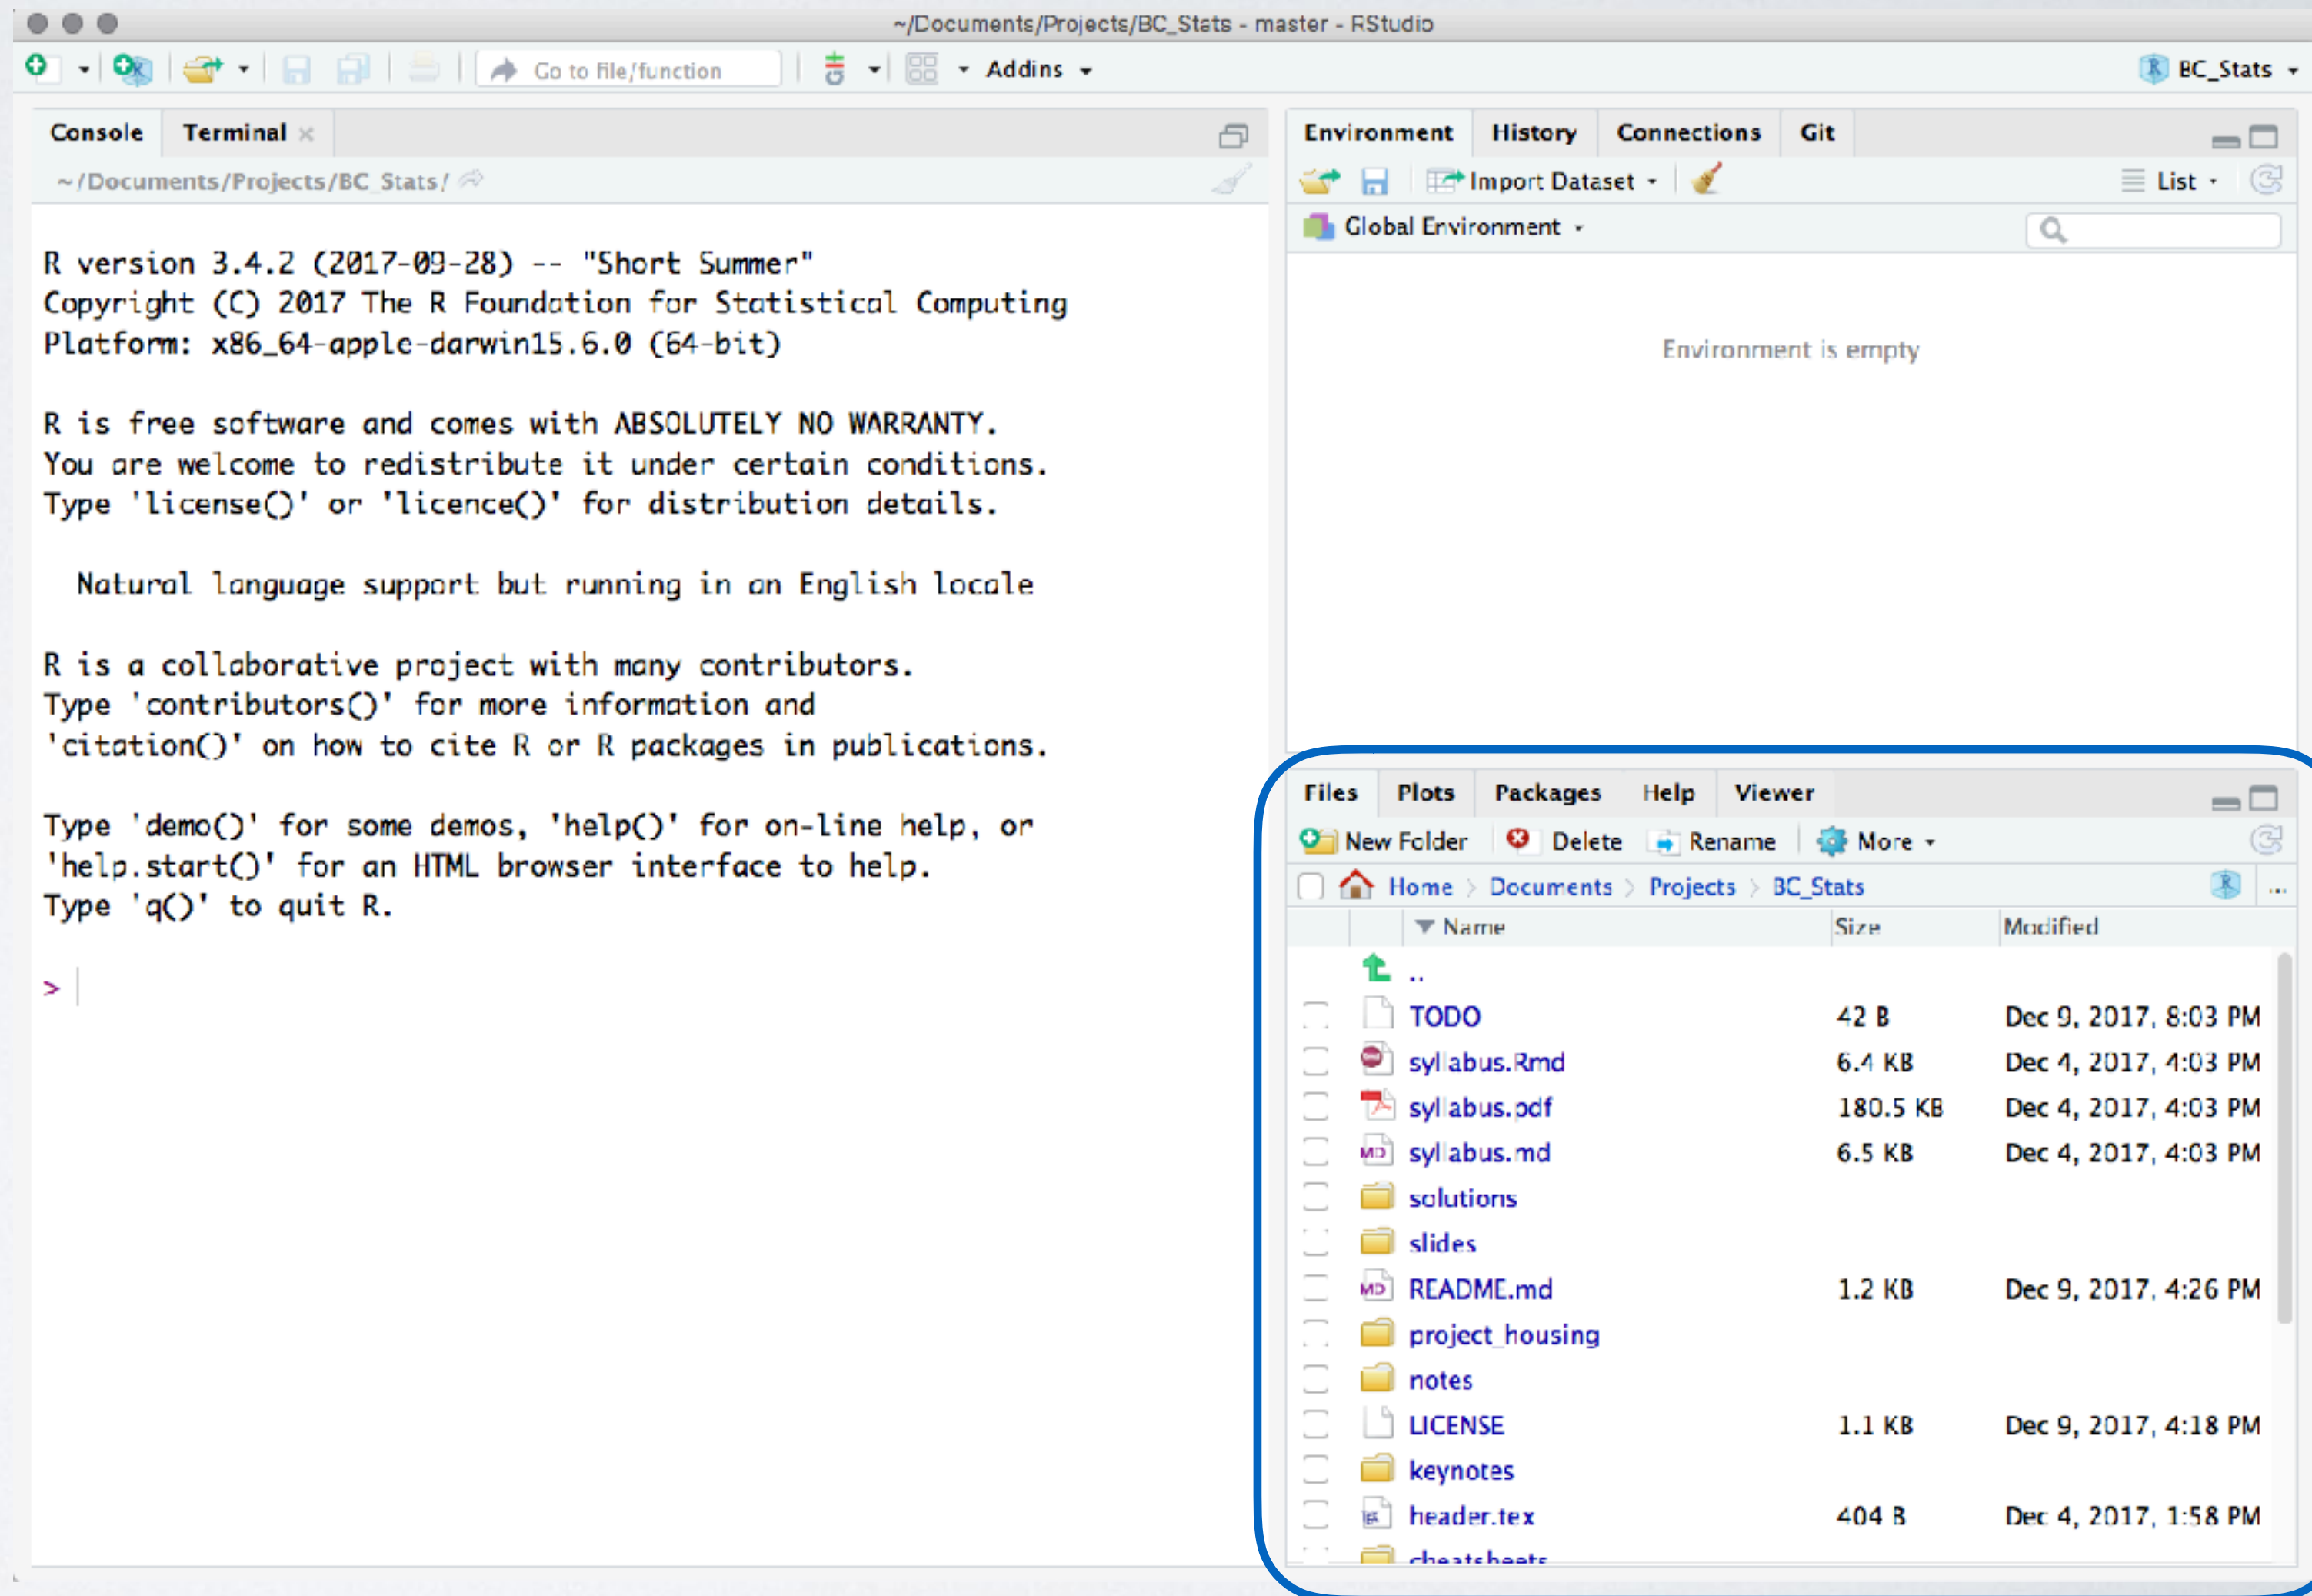 ~/Documents/Projects/BC_Stats - master - RStudio
Go to file/function
Addins
BC_Stats
Console Terminal
~/Documents/Projects/BC_Stats/
R version 3.4.2 (2017-09-28) -- "Short Summer"
Copyright (C) 2017 The R Foundation for Statistical Computing
Platform: x86_64-apple-darwin15.6.0 (64-bit)
R is free software and comes with ABSOLUTELY NO WARRANTY.
You are welcome to redistribute it under certain conditions.
Type 'license()' or 'licence()' for distribution details.
Natural language support but running in an English locale
R is a collaborative project with many contributors.
Type 'contributors()' for more information and
'citation()' on how to cite R or R packages in publications.
Type 'demo()' for some demos, 'help()' for on-line help, or
'help.start()' for an HTML browser interface to help.
Type 'q()' to quit R.
>
Environment History Connections Git
Import Dataset List
Global Environment
Environment is empty
Files Plots Packages Help Viewer
New Folder Delete Rename More
Home > Documents > Projects > BC_Stats ...
Name Size Modified
..
TODO 42 B Dec 9, 2017, 8:03 PM
syllabus.Rmd 6.4 KB Dec 4, 2017, 4:03 PM
syllabus.pdf 180.5 KB Dec 4, 2017, 4:03 PM
MD syllabus.md 6.5 KB Dec 4, 2017, 4:03 PM
solutions
slides
MD README.md 1.2 KB Dec 9, 2017, 4:26 PM
project_housing
notes
LICENSE 1.1 KB Dec 9, 2017, 4:18 PM
keynotes
header.tex 404 B Dec 4, 2017, 1:58 PM
cheatsheets